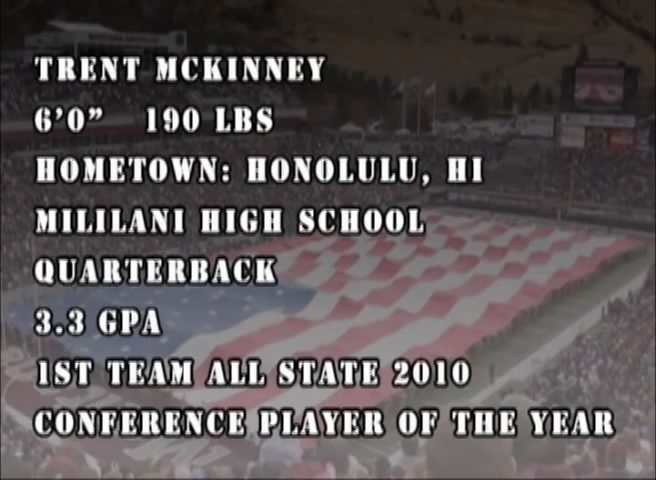 TRENT MCKINNEY
6'0" 190 LBS
HOMETOWN: HONOLULU, HI
MILILANI HIGH SCHOOL
QUARTERBACK
3.3 GPA
1ST TEAM ALL STATE 2010
CONFERENCE PLAYER OF THE YEAR